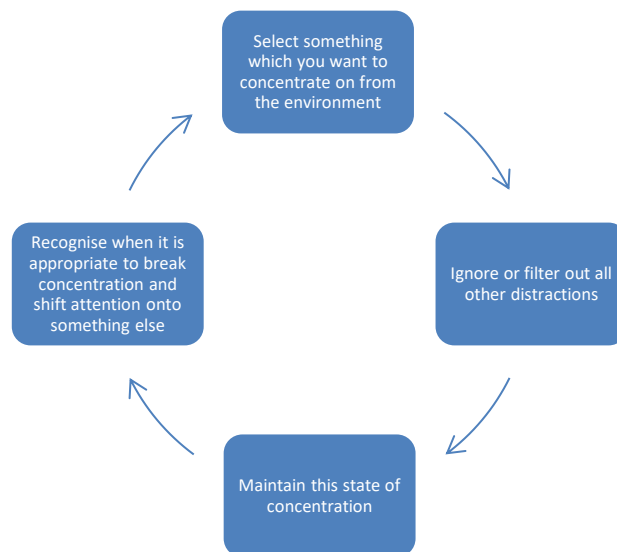 Select something
which you want to
concentrate on from
the environment
Ignore or filter out all
other distractions
Maintain this state of
concentration
Recognise when it is
appropriate to break
concentration and
shift attention onto
something else